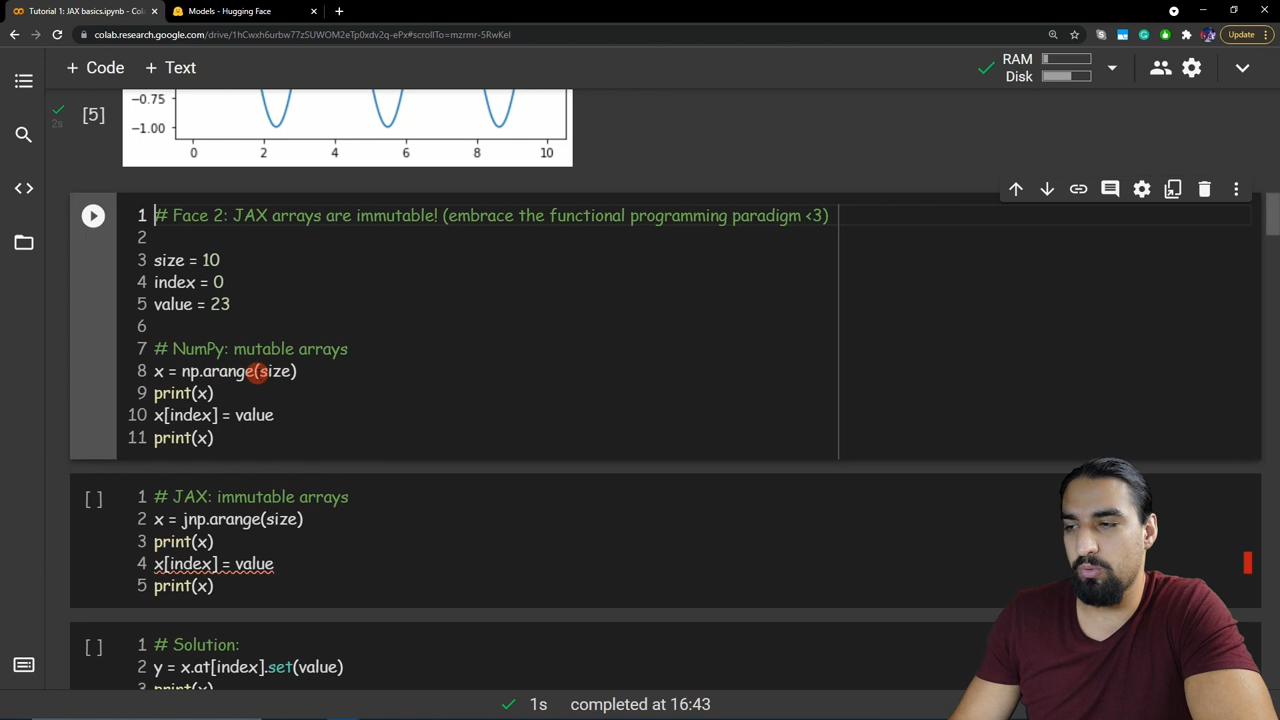 Tutorial 1: JAX basics.ipynb - Col
Models - Hugging Face
colab.research.google.com/drive/1hCwxh6urbw77zSUWOM2eTp0xdv2q-ePx#scrollTo=mzrmr-5RwKel
Update
+ Code + Text
RAM
Disk
[5]
2s
−0.75
−1.00
0 2 4 6 8 10
1 # Face 2: JAX arrays are immutable! (embrace the functional programming paradigm <3)
2
3 size = 10
4 index = 0
5 value = 23
6
7 # NumPy: mutable arrays
8 x = np.arange(size)
9 print(x)
10 x[index] = value
11 print(x)
[ ]
1 # JAX: immutable arrays
2 x = jnp.arange(size)
3 print(x)
4 x[index] = value
5 print(x)
[ ]
1 # Solution:
2 y = x.at[index].set(value)
3 print(x)
1s completed at 16:43